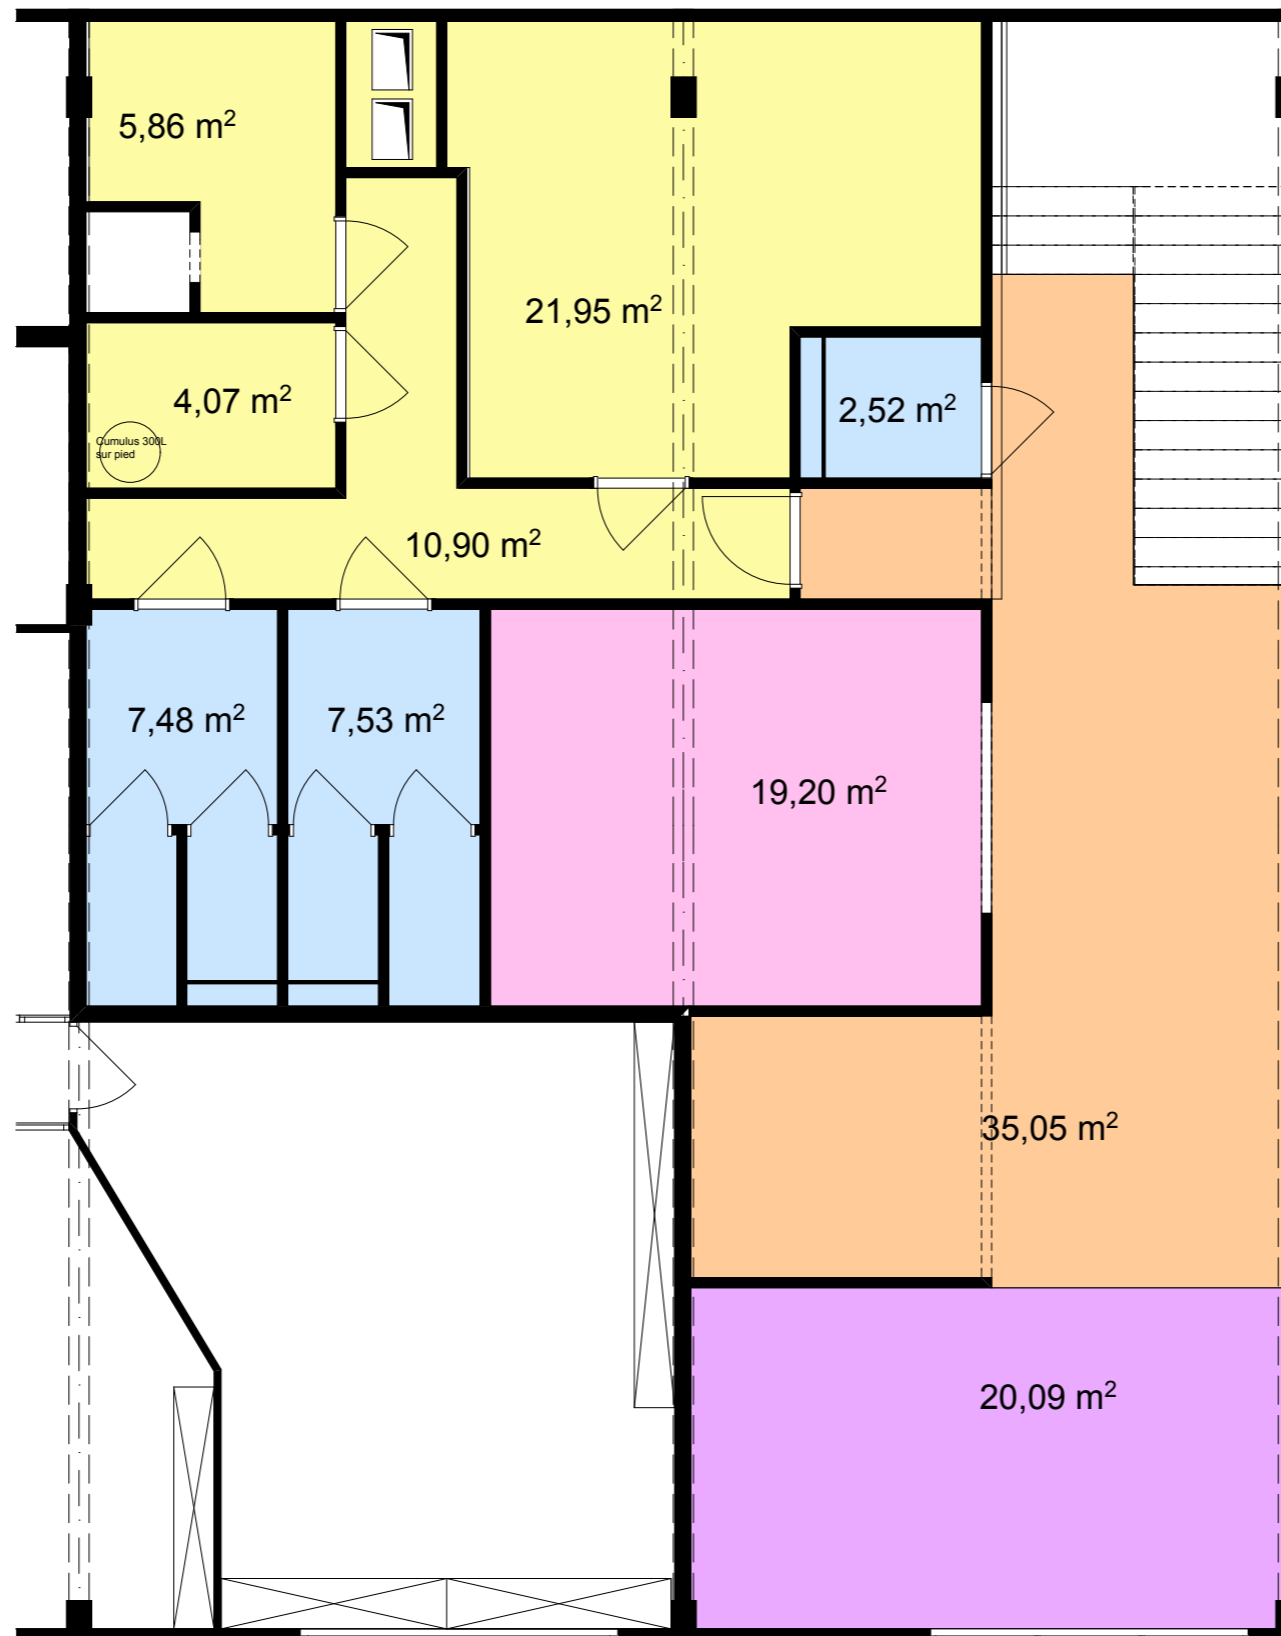 5,86 m²
21,95 m²
4,07 m²
2,52 m²
Cumulus 300L
sur pied
10,90 m²
7,48 m²
7,53 m²
19,20 m²
35,05 m²
20,09 m²